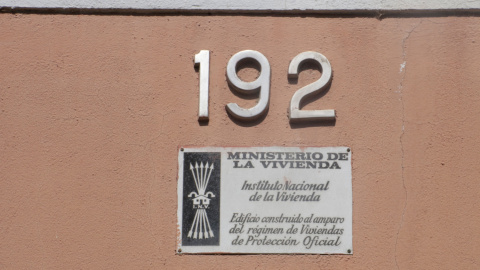 192
MINISTERIO DE
LA VIVIENDA
Instituto Nacional
de la Vivienda
I.N.V.
Edificio construido al amparo
del régimen de Viviendas
de Protección Oficial